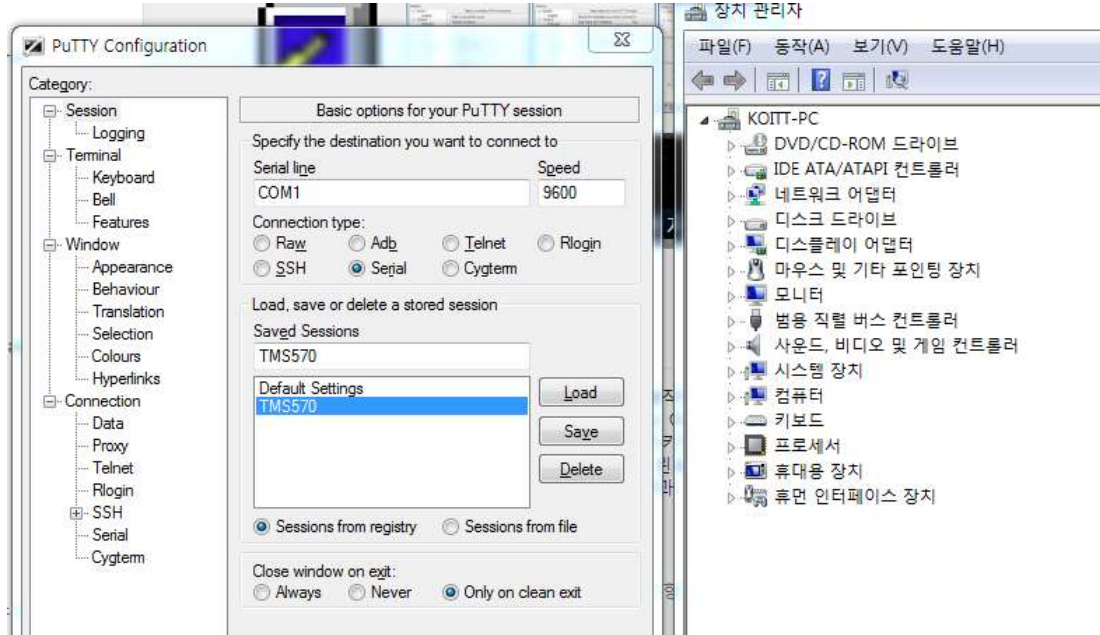 PuTTY Configuration
Category:
Session
Logging
Terminal
Keyboard
Bell
Features
Window
Appearance
Behaviour
Translation
Selection
Colours
Hyperlinks
Connection
Data
Proxy
Telnet
Rlogin
SSH
Serial
Cygterm
Basic options for your PuTTY session
Specify the destination you want to connect to
Serial line Speed
COM1 9600
Connection type:
Raw Adb Telnet Rlogin
SSH Serial Cygterm
Load, save or delete a stored session
Saved Sessions
TMS570
Default Settings
TMS570
Load
Save
Delete
Sessions from registry Sessions from file
Close window on exit:
Always Never Only on clean exit
장치 관리자
파일(F) 동작(A) 보기(V) 도움말(H)
KOITT-PC
DVD/CD-ROM 드라이브
IDE ATA/ATAPI 컨트롤러
네트워크 어댑터
디스크 드라이브
디스플레이 어댑터
마우스 및 기타 포인팅 장치
모니터
범용 직렬 버스 컨트롤러
사운드, 비디오 및 게임 컨트롤러
시스템 장치
컴퓨터
키보드
프로세서
휴대용 장치
휴먼 인터페이스 장치